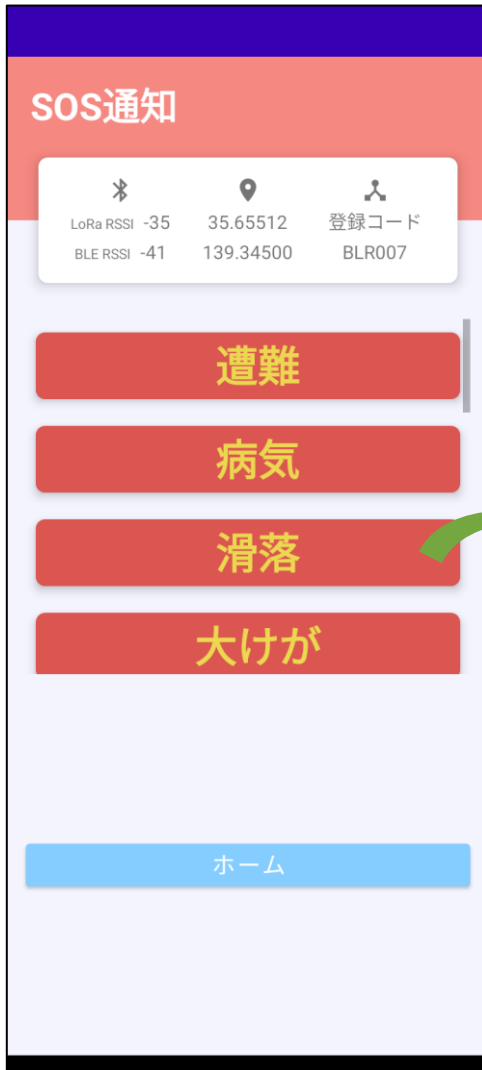 SOS通知
LoRa RSSI -35 35.65512 登録コード
BLE RSSI -41 139.34500 BLR007
遭難
病気
滑落
大けが
ホーム